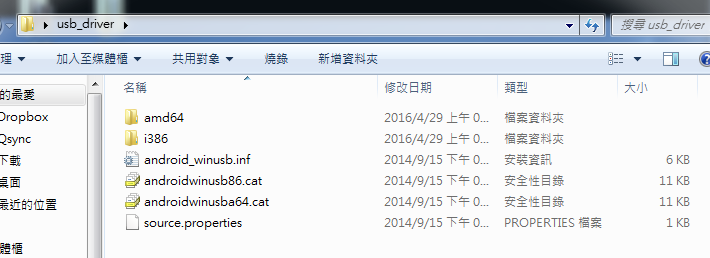 usb_driver
搜尋 usb_driver
理 加入至媒體櫃 共用對象 燒錄 新增資料夾
名稱 修改日期 類型 大小
的最愛
Dropbox
Qsync
下載
桌面
最近的位置
體櫃
amd64 2016/4/29 上午 0... 檔案資料夾
i386 2016/4/29 上午 0... 檔案資料夾
android_winusb.inf 2014/9/15 下午 0... 安裝資訊 6 KB
androidwinusb86.cat 2014/9/15 下午 0... 安全性目錄 11 KB
androidwinusba64.cat 2014/9/15 下午 0... 安全性目錄 11 KB
source.properties 2014/9/15 下午 0... PROPERTIES 檔案 1 KB